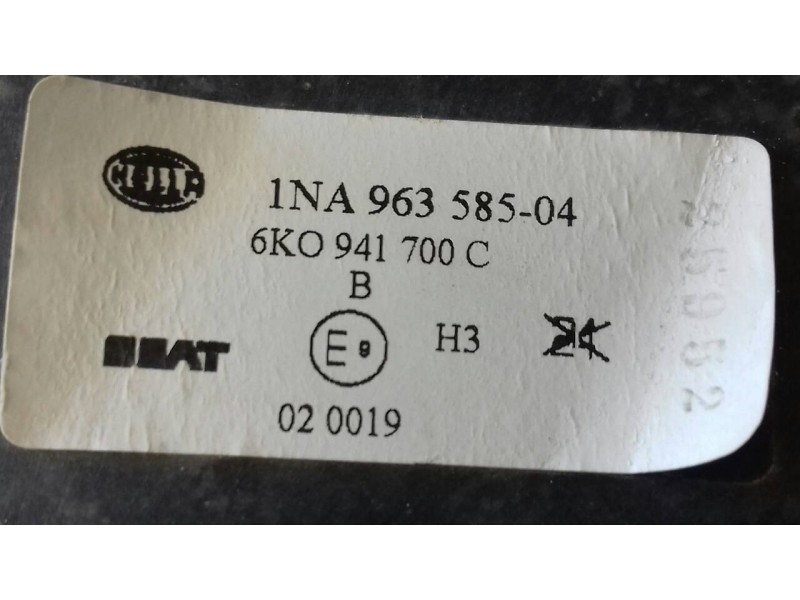 HELLA
1NA 963 585-04
6KO 941 700 C
B
SEAT
E9
H3
02 0019